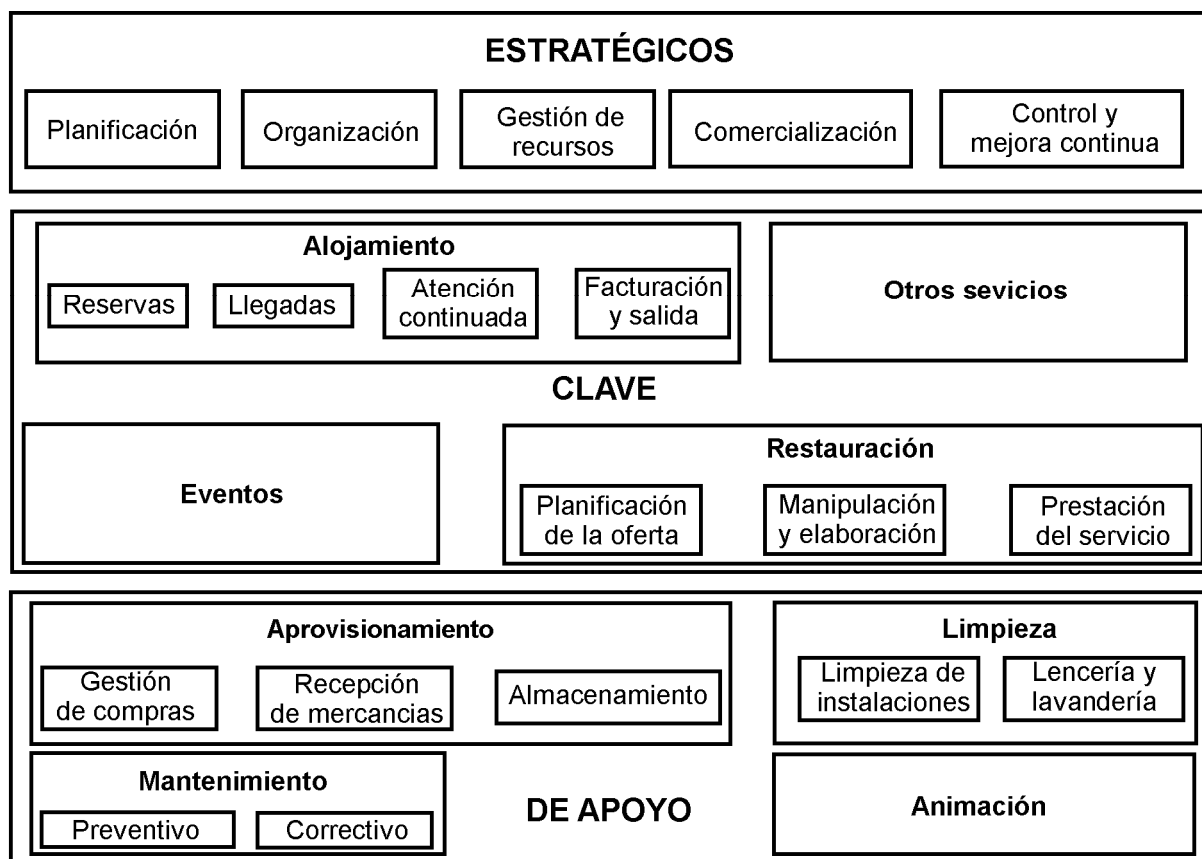 ESTRATÉGICOS
Planificación
Organización
Gestión de
recursos
Comercialización
Control y
mejora continua
Alojamiento
Reservas
Llegadas
Atención
continuada
Facturación
y salida
Otros sevicios
CLAVE
Eventos
Restauración
Planificación
de la oferta
Manipulación
y elaboración
Prestación
del servicio
Aprovisionamiento
Gestión
de compras
Recepción
de mercancias
Almacenamiento
Limpieza
Limpieza de
instalaciones
Lencería y
lavandería
Mantenimiento
Preventivo
Correctivo
DE APOYO
Animación